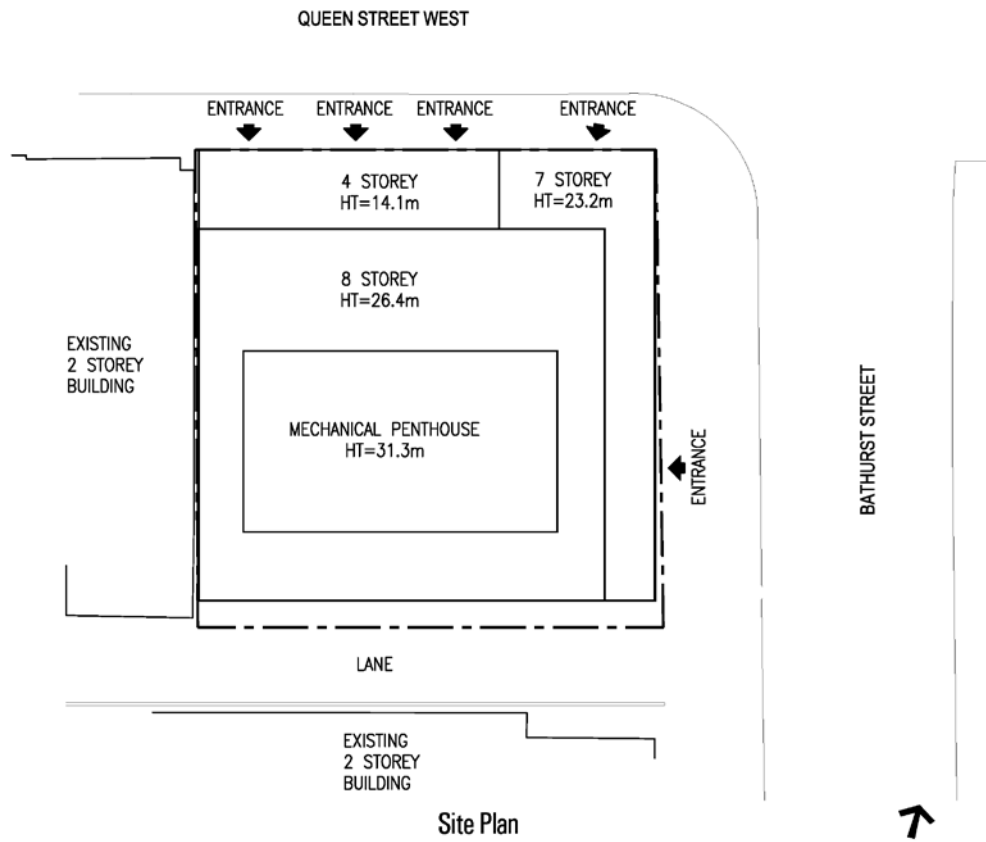 QUEEN STREET WEST
ENTRANCE
ENTRANCE
ENTRANCE
ENTRANCE
4 STOREY
HT=14.1m
7 STOREY
HT=23.2m
8 STOREY
HT=26.4m
EXISTING
2 STOREY
BUILDING
MECHANICAL PENTHOUSE
HT=31.3m
ENTRANCE
BATHURST STREET
LANE
EXISTING
2 STOREY
BUILDING
Site Plan